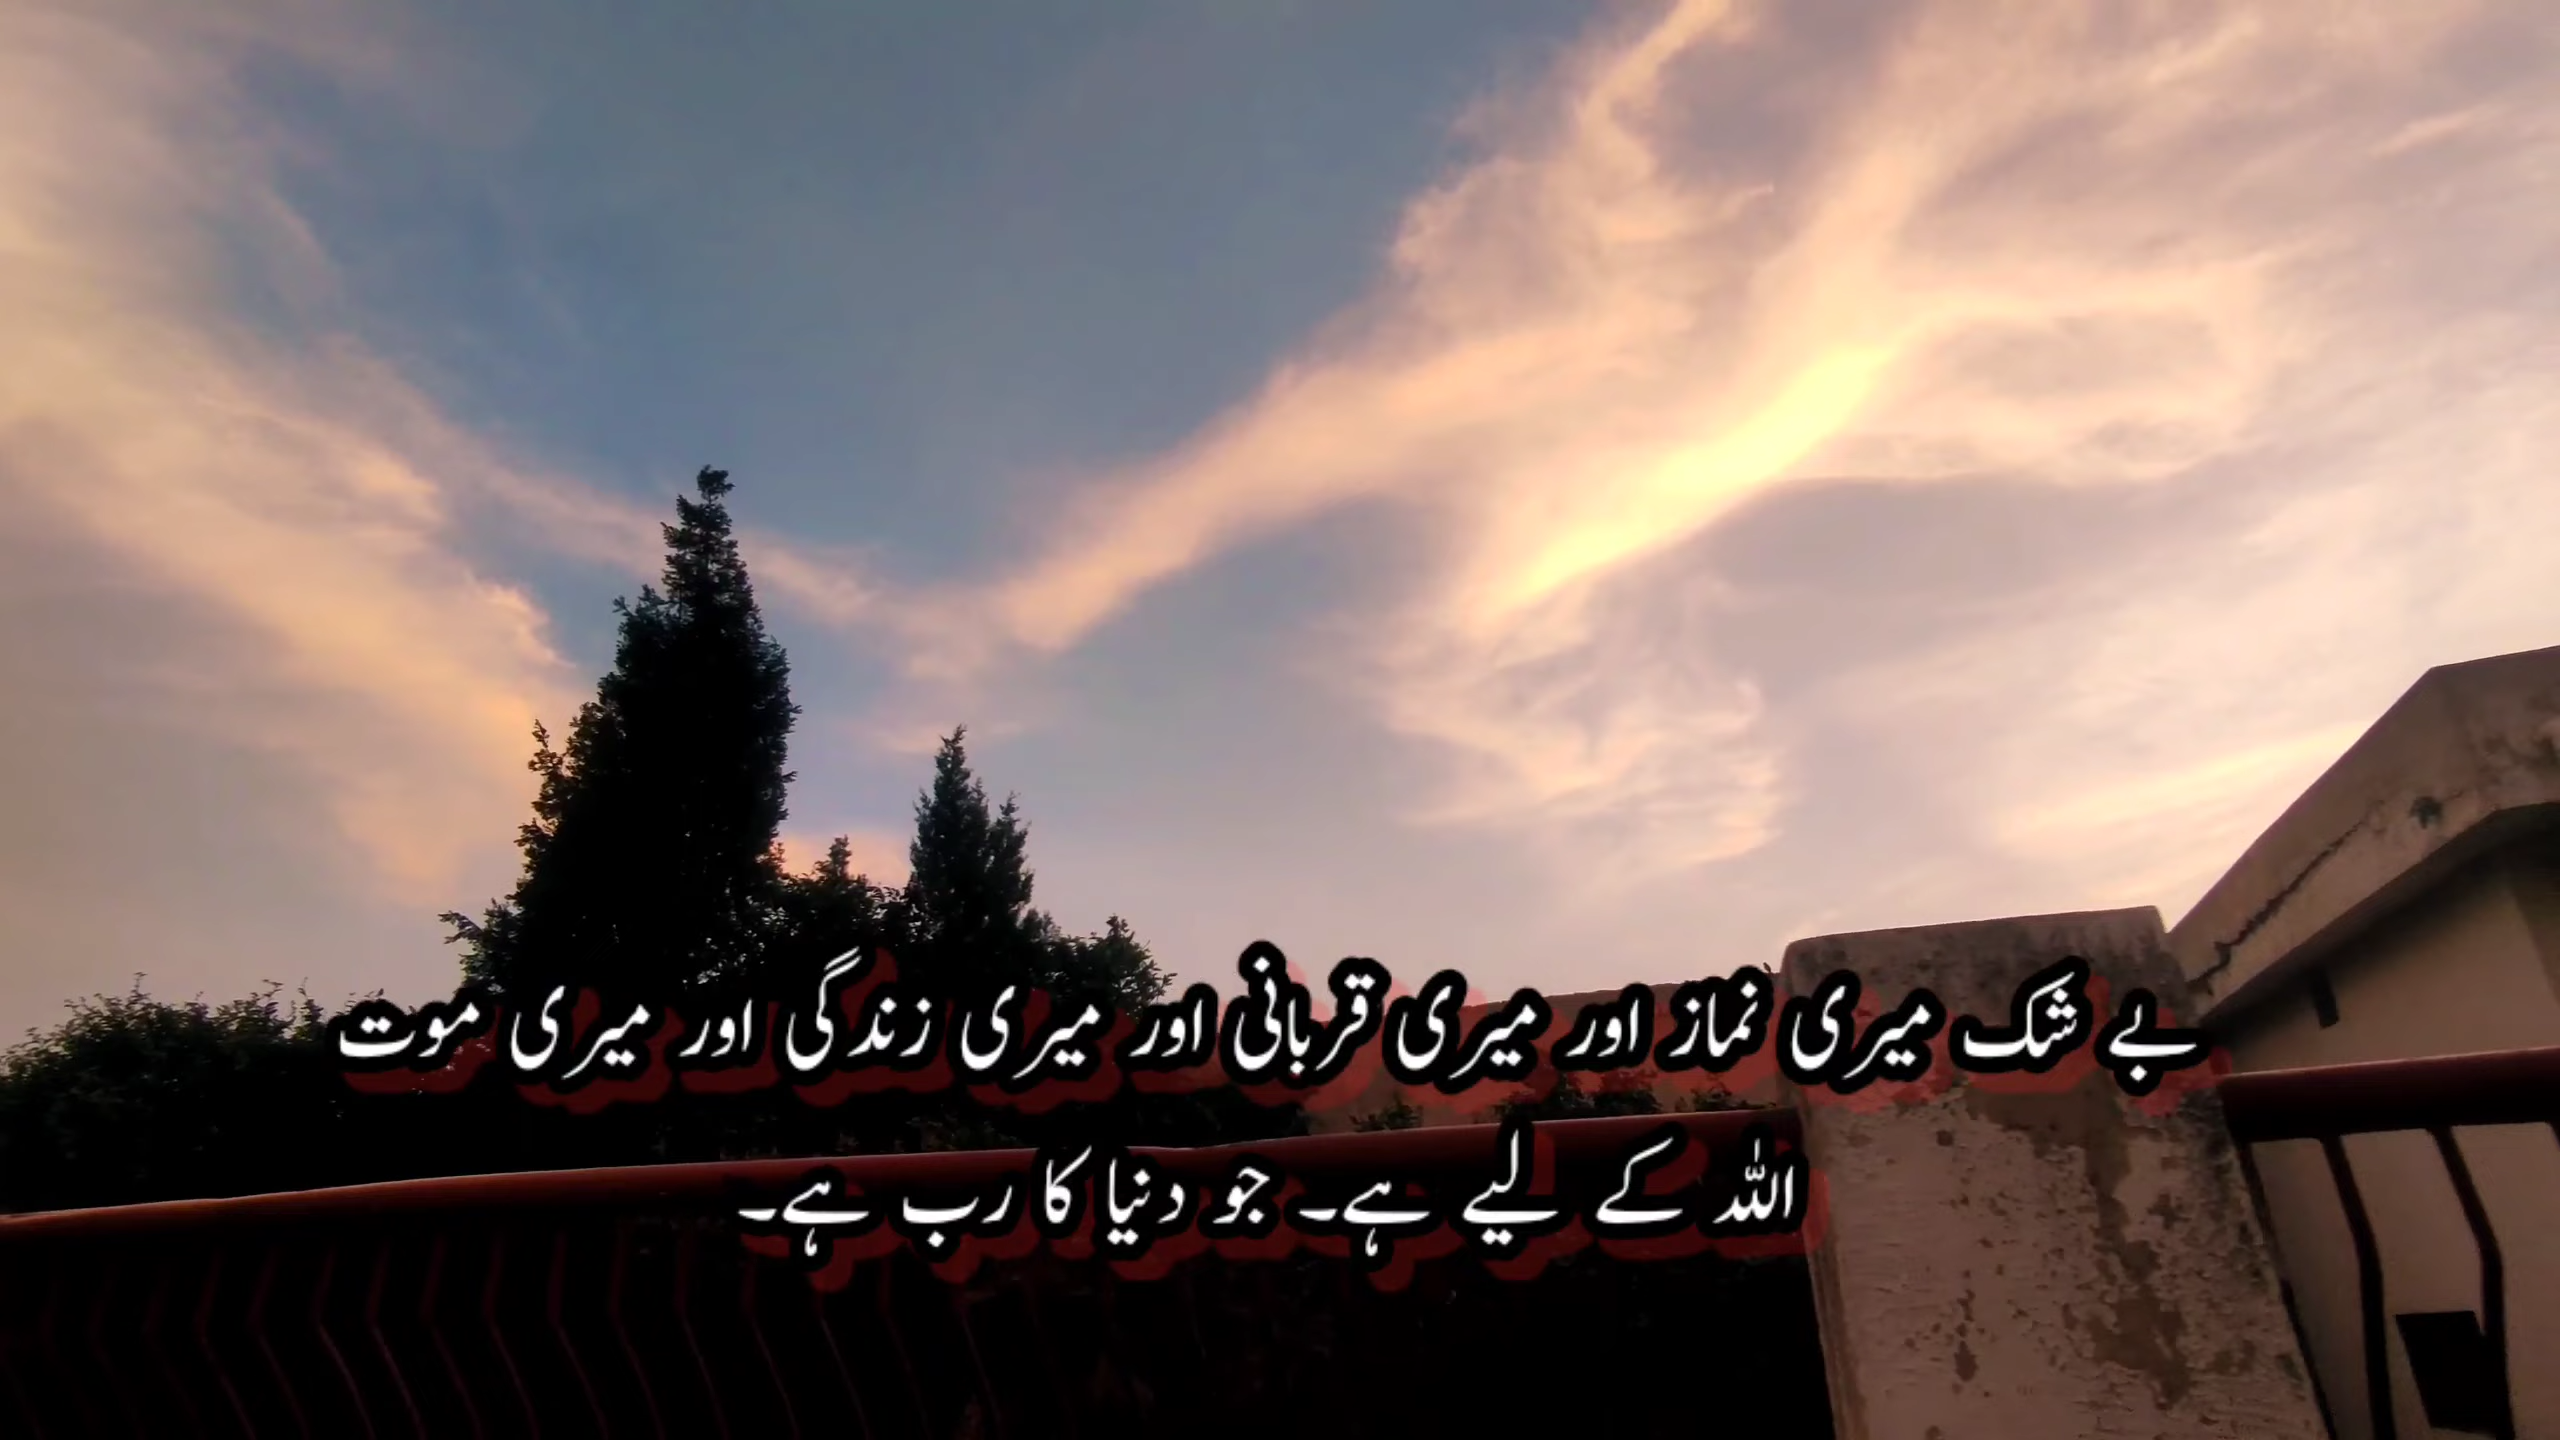 بے شک میری نماز اور میری قربانی اور میری زندگی اور میری موت
اللہ کے لیے ہے۔ جو دنیا کا رب ہے۔